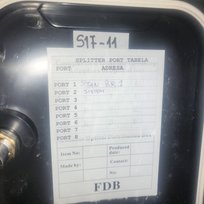 S17-11
SPLITTER PORT TABELA
PORT ADRESA
PORT 1
PORT 2
PORT 3
PORT 4
PORT 5
PORT 6
PORT 7
PORT 8
Item No: Produced date:
Made by: Contact:
No:
FDB